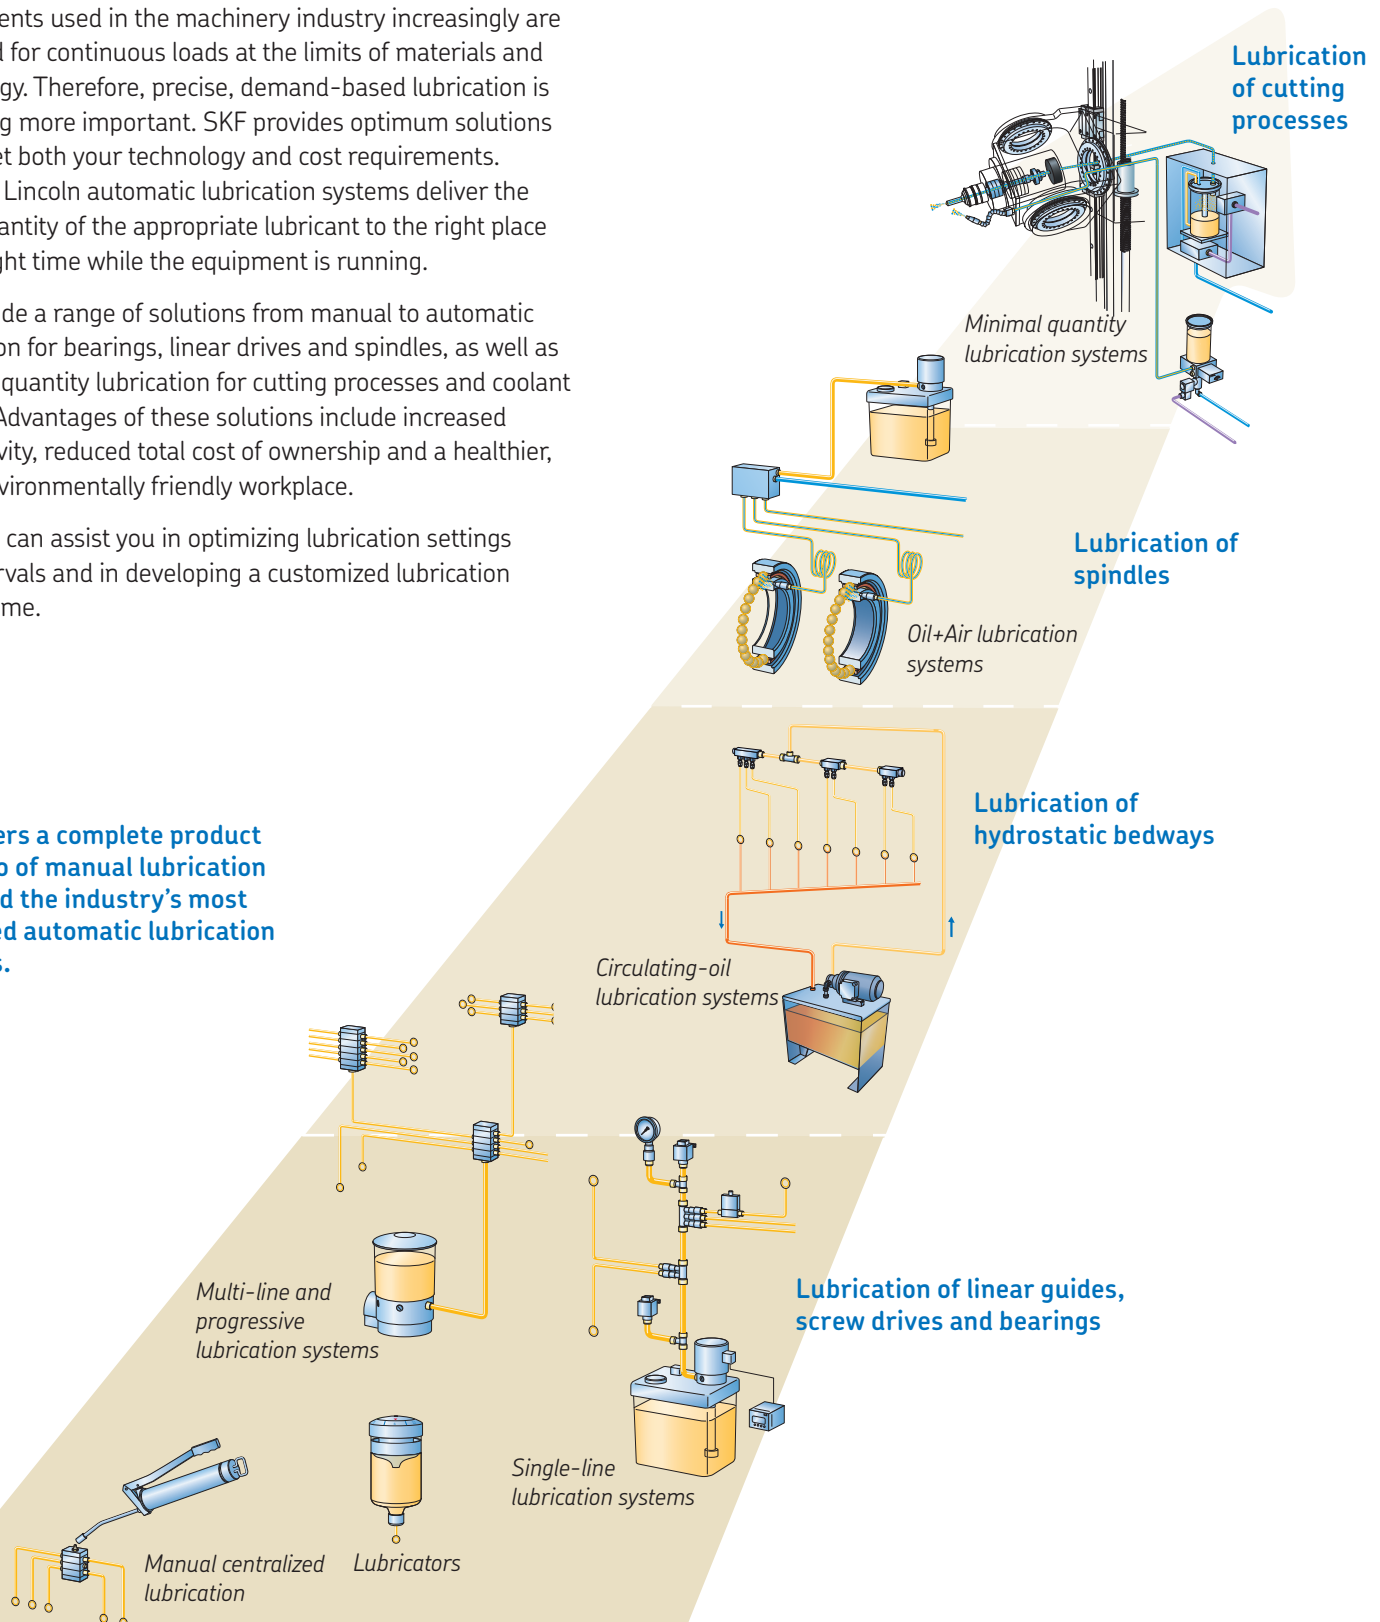 ents used in the machinery industry increasingly are
d for continuous loads at the limits of materials and
gy. Therefore, precise, demand-based lubrication is
g more important. SKF provides optimum solutions
et both your technology and cost requirements.
Lincoln automatic lubrication systems deliver the
antity of the appropriate lubricant to the right place
ght time while the equipment is running.
de a range of solutions from manual to automatic
on for bearings, linear drives and spindles, as well as
quantity lubrication for cutting processes and coolant
Advantages of these solutions include increased
vity, reduced total cost of ownership and a healthier,
vironmentally friendly workplace.
can assist you in optimizing lubrication settings
rvals and in developing a customized lubrication
me.
ers a complete product
o of manual lubrication
d the industry's most
ed automatic lubrication
s.
Lubrication
of cutting
processes
Minimal quantity
lubrication systems
Lubrication of
spindles
Oil+Air lubrication
systems
Lubrication of
hydrostatic bedways
Circulating-oil
lubrication systems
Multi-line and
progressive
lubrication systems
Lubrication of linear guides,
screw drives and bearings
Single-line
lubrication systems
Manual centralized
lubrication
Lubricators